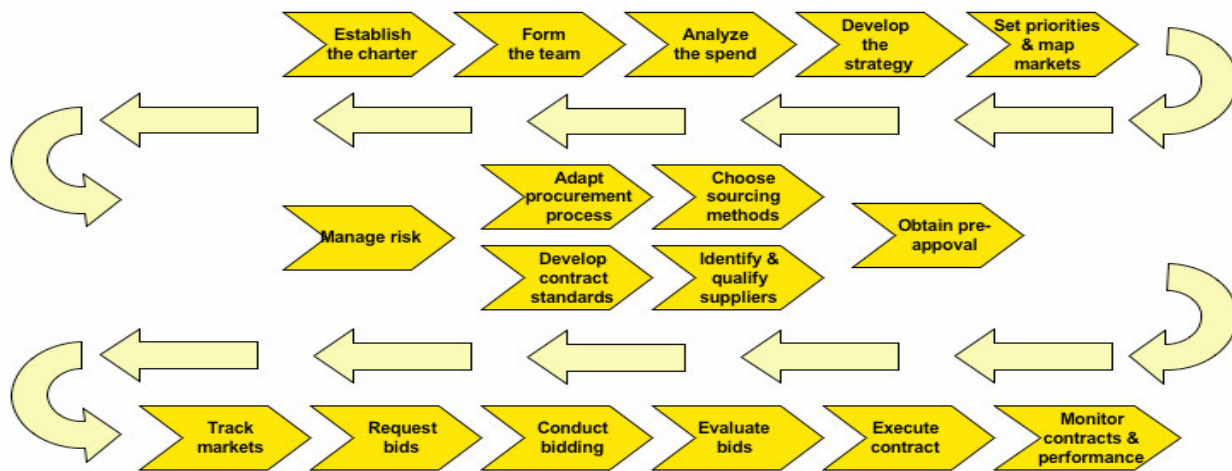 Establish
the charter
Form
the team
Analyze
the spend
Develop
the
strategy
Set priorities
& map
markets
Manage risk
Adapt
procurement
process
Choose
sourcing
methods
Develop
contract
standards
Identify &
qualify
suppliers
Obtain pre-
appoval
Track
markets
Request
bids
Conduct
bidding
Evaluate
bids
Execute
contract
Monitor
contracts &
performance